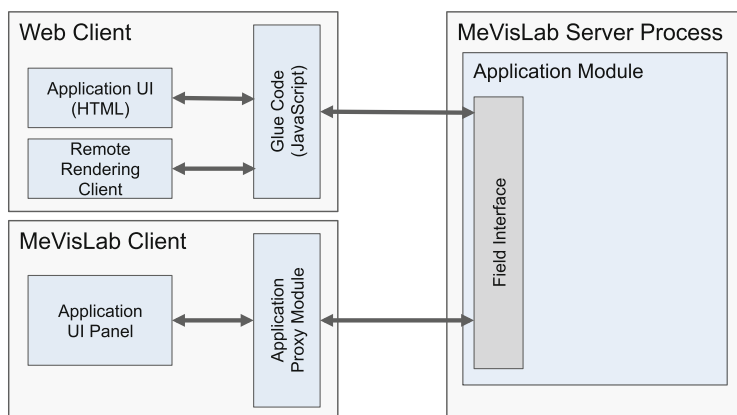 Web Client
Application UI
(HTML)
Remote
Rendering
Client
Glue Code
(JavaScript)
MeVisLab Client
Application
UI Panel
Application
Proxy Module
MeVisLab Server Process
Application Module
Field Interface